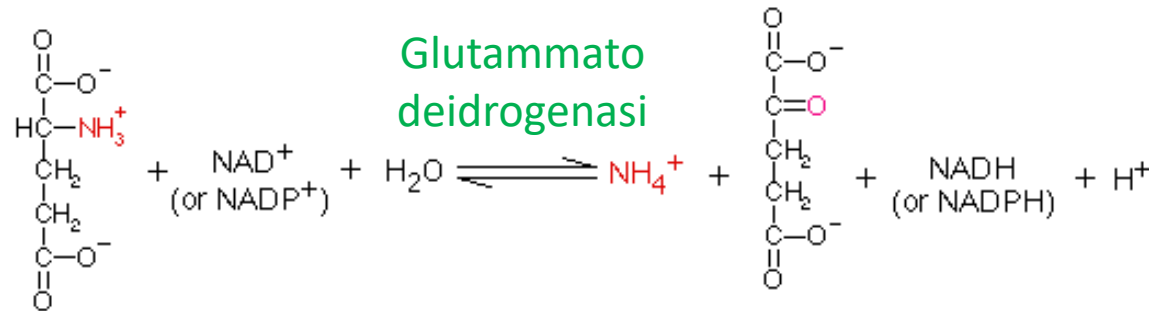 Glutammato
deidrogenasi
O
C—O⁻
HC—NH₃⁺
CH₂
CH₂
C—O⁻
O
+ NAD⁺ + H₂O ⇌ NH₄⁺ +
(or NADP⁺)
O
C—O⁻
C=O
CH₂
CH₂
C—O⁻
O
+ NADH + H⁺
(or NADPH)